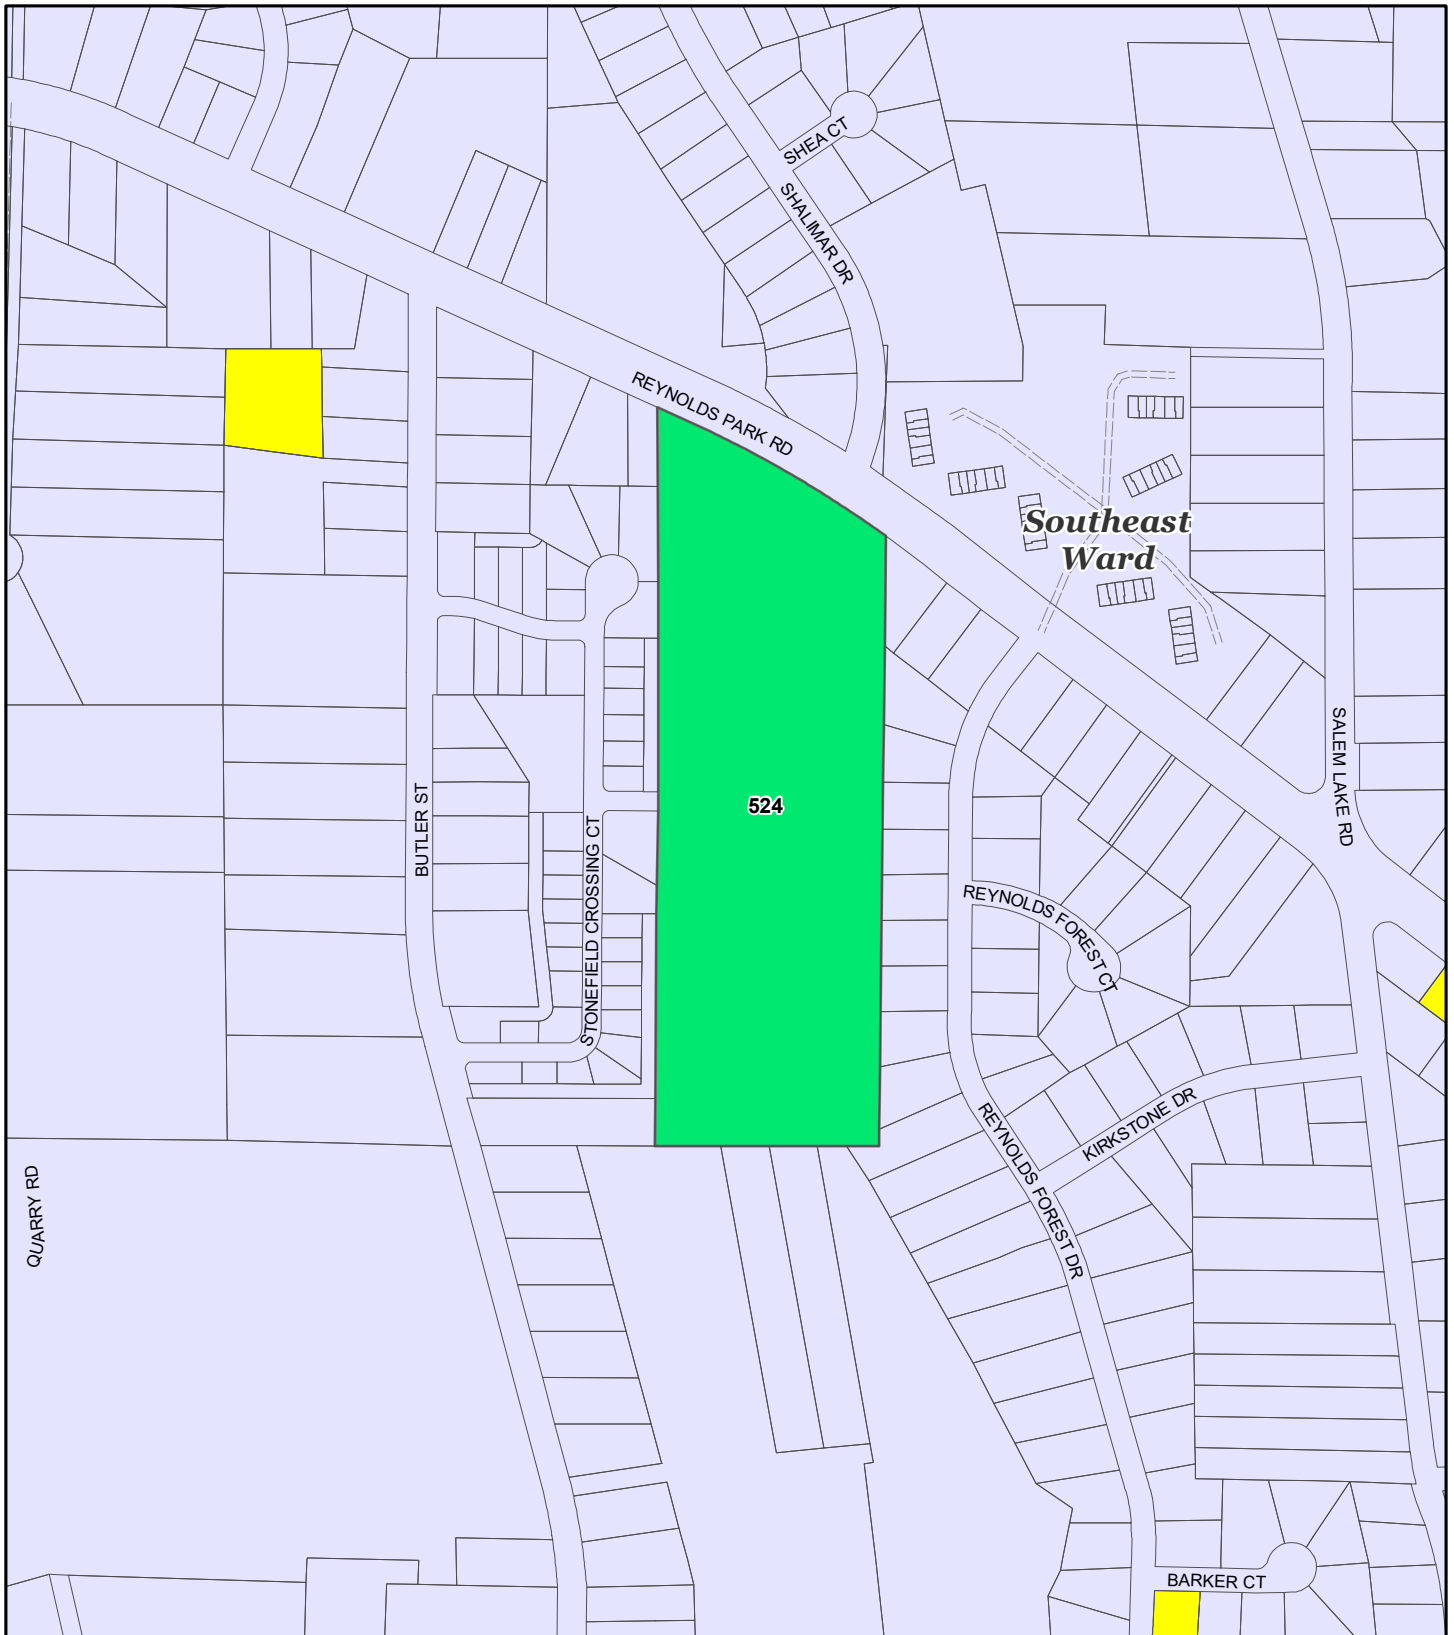 SHEA CT
SHALIMAR DR
REYNOLDS PARK RD
Southeast
Ward
SALEM LAKE RD
BUTLER ST
524
STONEFIELD CROSSING CT
REYNOLDS FOREST CT
KIRKSTONE DR
REYNOLDS FOREST DR
QUARRY RD
BARKER CT